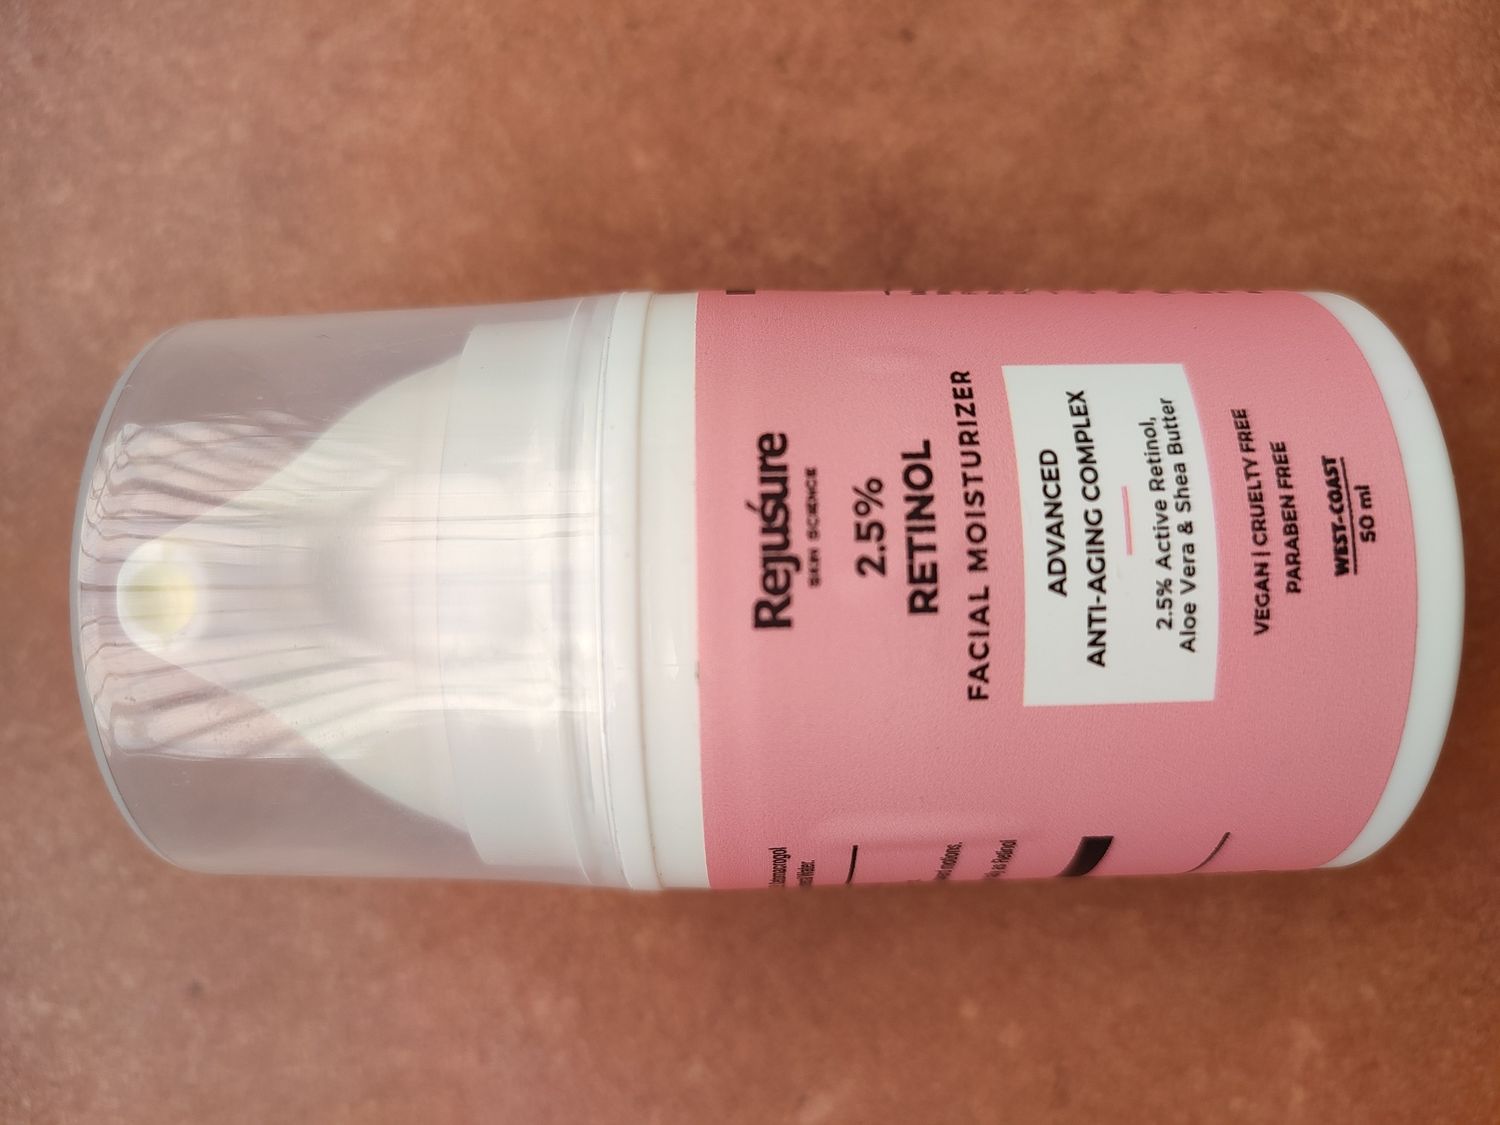 Rejusure
SKIN SCIENCE
2.5%
RETINOL
FACIAL MOISTURIZER
ADVANCED
ANTI-AGING COMPLEX
2.5% Active Retinol,
Aloe Vera & Shea Butter
VEGAN | CRUELTY FREE
PARABEN FREE
WEST-COAST
50 ml